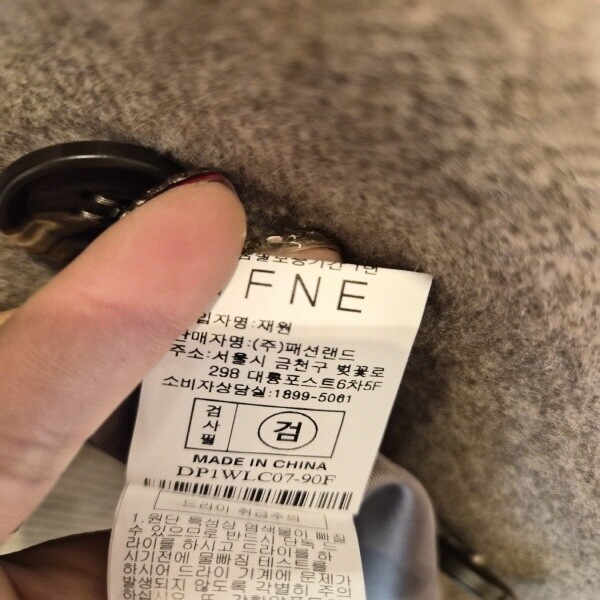 FNE
입자명:재원
판매자명:(주)패션랜드
주소:서울시 금천구 벚꽃로
298 대륭포스트6차5F
소비자상담실:1899-5061
검사필 검
MADE IN CHINA
DP1WLC07-90F
드라이 취급주의
1.원단 특성상 염색물이 빠질
수 있으므로 반드시 단독 드
라이를 하시고 드라이를 하
시기전에 물빠짐 테스트를
하시어 드라이 기계에 문제가
발생되지 않도록 각별히 주의